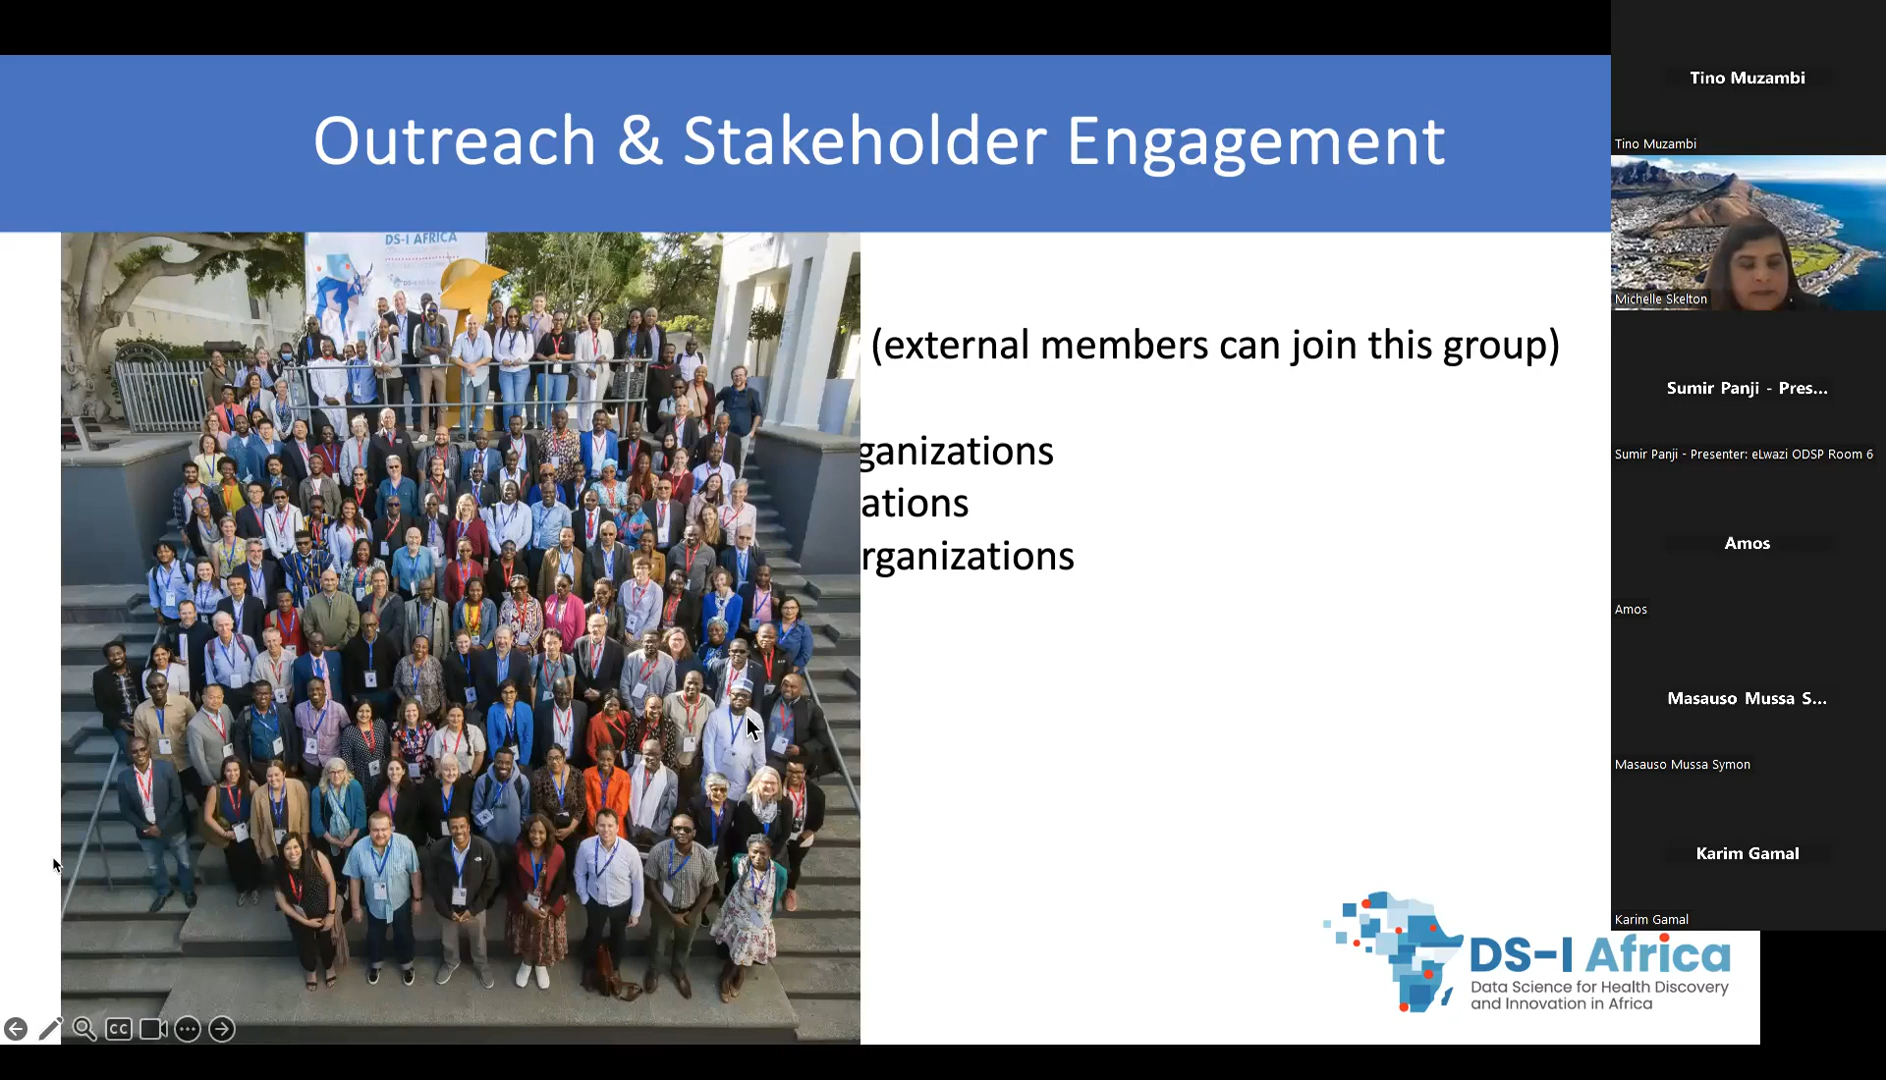 Outreach & Stakeholder Engagement
DS-I AFRICA
(external members can join this group)
ganizations
ations
rganizations
DS-I Africa
Data Science for Health Discovery
and Innovation in Africa
CC
Tino Muzambi
Tino Muzambi
Michelle Skelton
Sumir Panji - Pres...
Sumir Panji - Presenter: eLwazi ODSP Room 6
Amos
Amos
Masauso Mussa S...
Masauso Mussa Symon
Karim Gamal
Karim Gamal